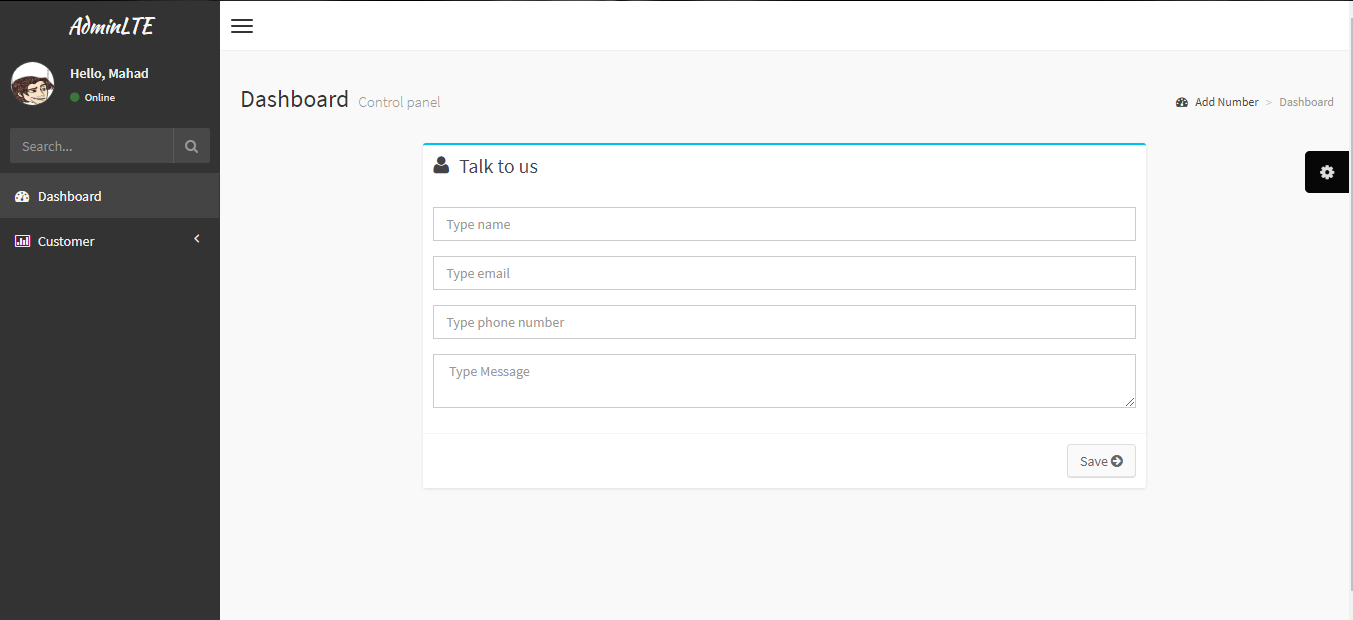 AdminLTE
Hello, Mahad
Online
Search...
Dashboard
Customer
Dashboard Control panel
Add Number > Dashboard
Talk to us
Type name
Type email
Type phone number
Type Message
Save